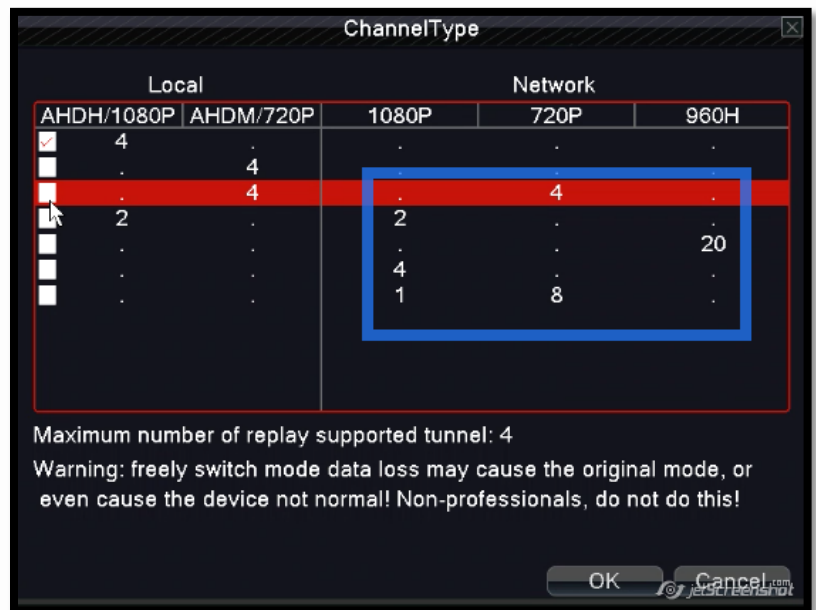 ChannelType
Local Network
AHDH/1080P AHDM/720P 1080P 720P 960H
4 . . . .
. 4 . . .
. 4 . 4 .
2 . 2 . .
. . . . 20
. . 4 . .
. . 1 8 .
Maximum number of replay supported tunnel: 4
Warning: freely switch mode data loss may cause the original mode, or
even cause the device not normal! Non-professionals, do not do this!
OK Cancel
jetScreenshot.com